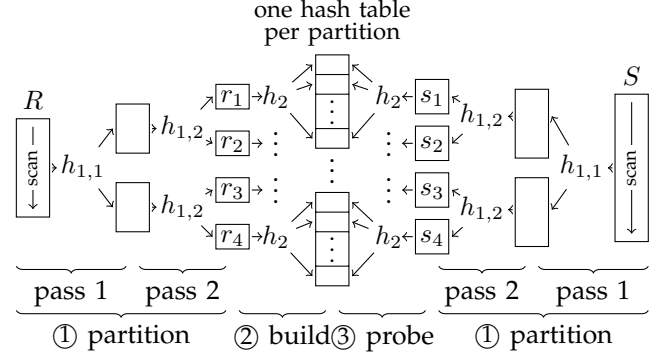 one hash table
per partition
R
S
scan
h₁,₁
h₁,₂
h₁,₂
r₁
r₂
r₃
r₄
h₂
h₂
h₂
h₂
s₁
s₂
s₃
s₄
h₁,₂
h₁,₂
h₁,₁
scan
pass 1 pass 2 pass 2 pass 1
① partition ② build ③ probe ① partition